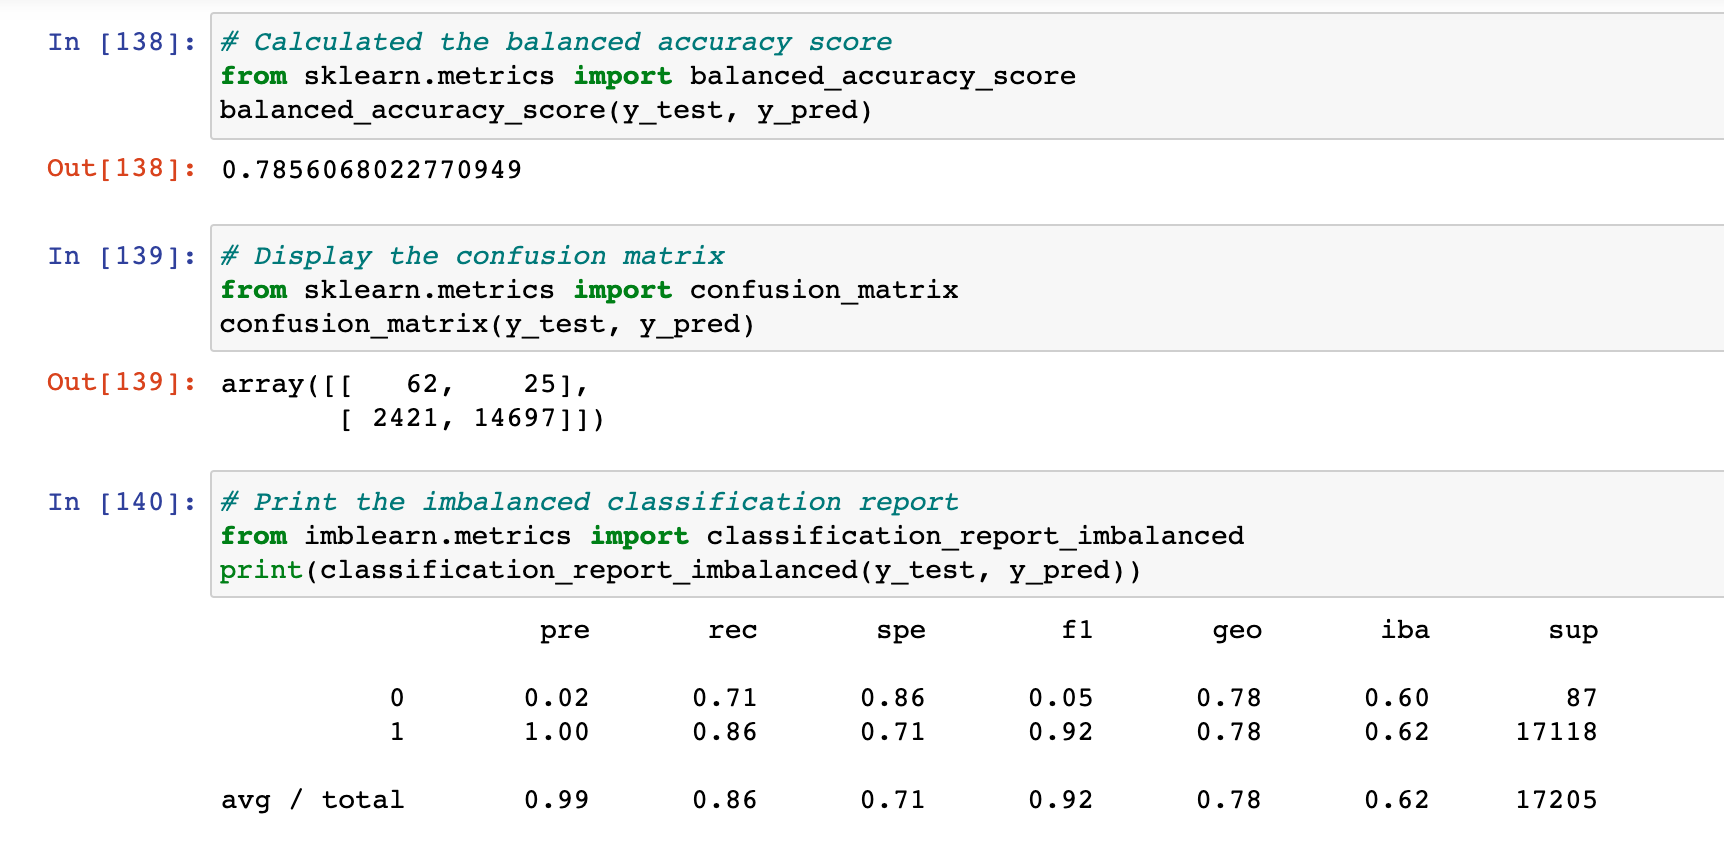 In [138]: # Calculated the balanced accuracy score
from sklearn.metrics import balanced_accuracy_score
balanced_accuracy_score(y_test, y_pred)
Out[138]: 0.7856068022770949
In [139]: # Display the confusion matrix
from sklearn.metrics import confusion_matrix
confusion_matrix(y_test, y_pred)
Out[139]: array([[   62,    25],
       [ 2421, 14697]])
In [140]: # Print the imbalanced classification report
from imblearn.metrics import classification_report_imbalanced
print(classification_report_imbalanced(y_test, y_pred))
pre rec spe f1 geo iba sup
0 0.02 0.71 0.86 0.05 0.78 0.60 87
1 1.00 0.86 0.71 0.92 0.78 0.62 17118
avg / total 0.99 0.86 0.71 0.92 0.78 0.62 17205